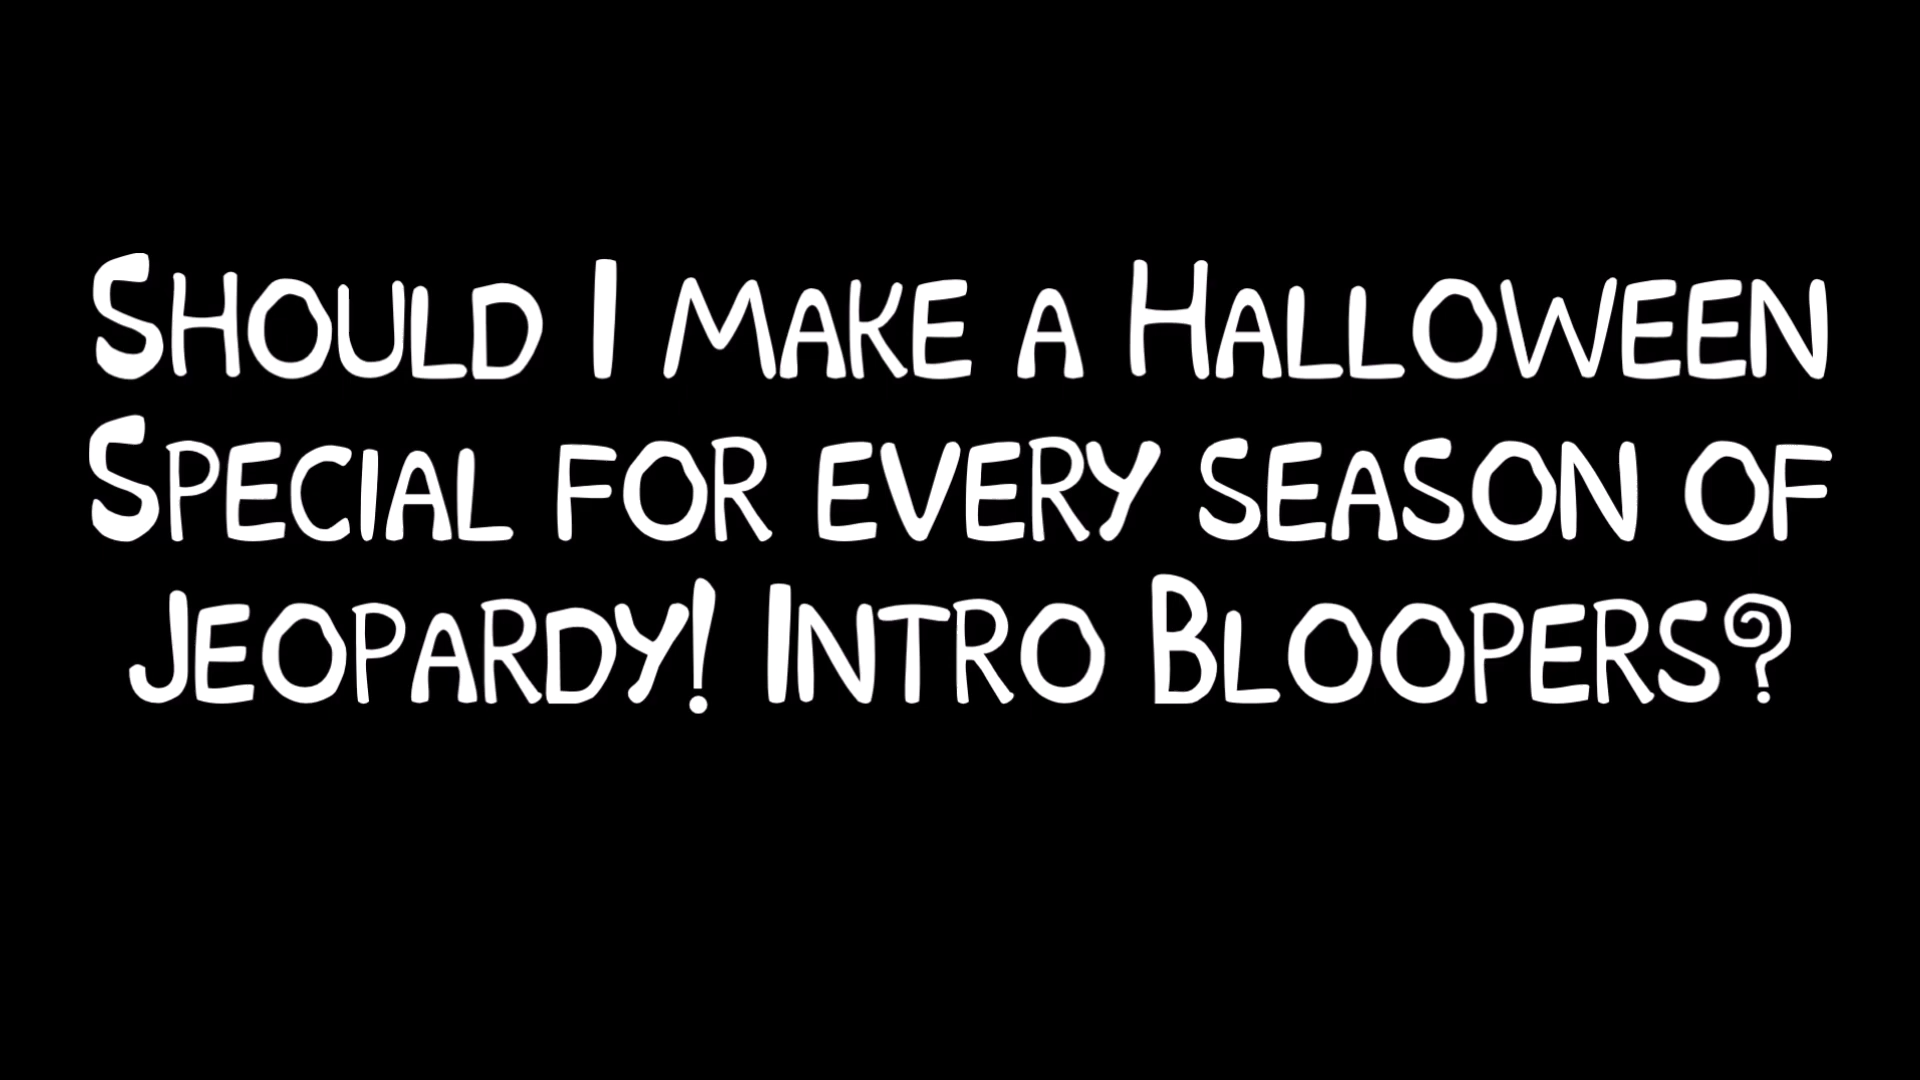 Should I make a Halloween
Special for every season of
Jeopardy! Intro Bloopers?